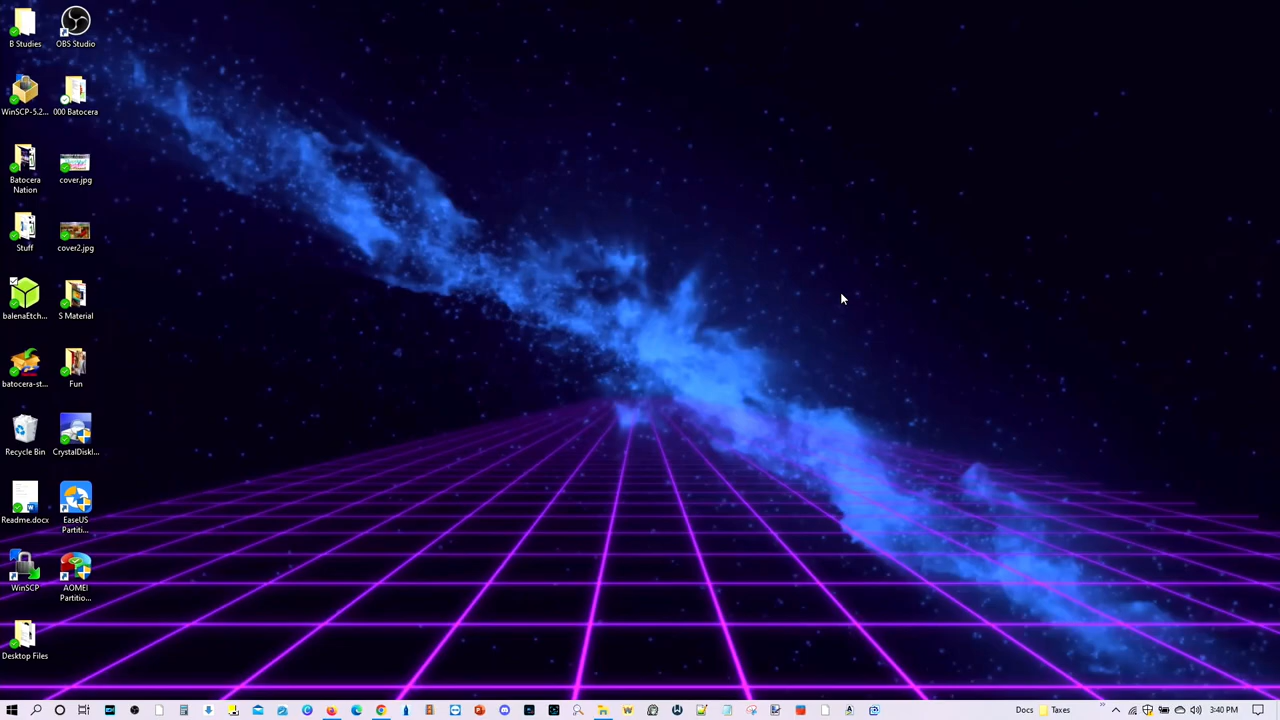 B Studies
OBS Studio
WinSCP-5.2...
000 Batocera
Batocera
Nation
cover.jpg
Stuff
cover2.jpg
balenaEtch...
S Material
batocera-st...
Fun
Recycle Bin
CrystalDiskI...
Readme.docx
EaseUS
Partiti...
WinSCP
AOMEI
Partitio...
Desktop Files
Docs
Taxes
3:40 PM